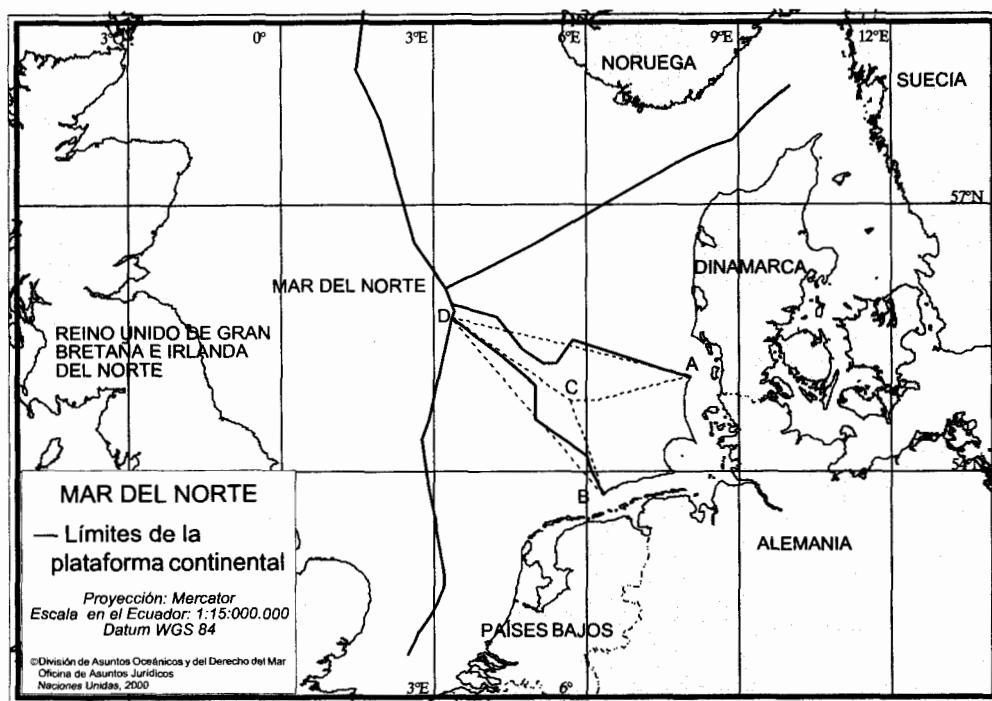 3°
0°
3°E
6°E
9°E
12°E
NORUEGA
SUECIA
57°N
DINAMARCA
MAR DEL NORTE
D
REINO UNIDO DE GRAN
BRETAÑA E IRLANDA
DEL NORTE
A
C
54°N
B
MAR DEL NORTE
Límites de la
plataforma continental
Proyección: Mercator
Escala en el Ecuador: 1:15:000.000
Datum WGS 84
©División de Asuntos Oceánicos y del Derecho del Mar
Oficina de Asuntos Jurídicos
Naciones Unidas, 2000
ALEMANIA
PAÍSES BAJOS
3°E
6°